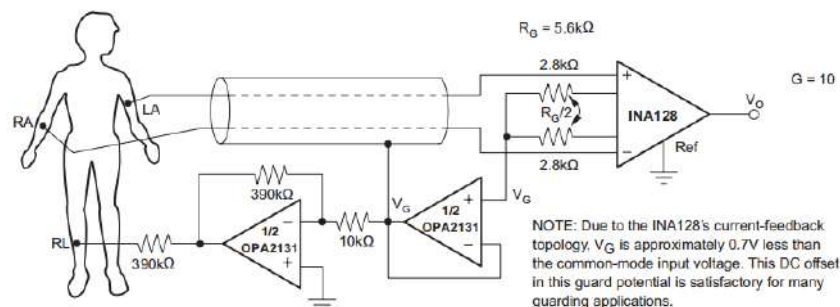 R_G = 5.6kΩ
2.8kΩ
G = 10
LA
RA
+
R_G/2
INA128
V_O
−
Ref
2.8kΩ
390kΩ
V_G
+
V_G
−
1/2
OPA2131
10kΩ
1/2
OPA2131
−
+
RL
390kΩ
NOTE: Due to the INA128's current-feedback
topology, V_G is approximately 0.7V less than
the common-mode input voltage. This DC offset
in this guard potential is satisfactory for many
guarding applications.